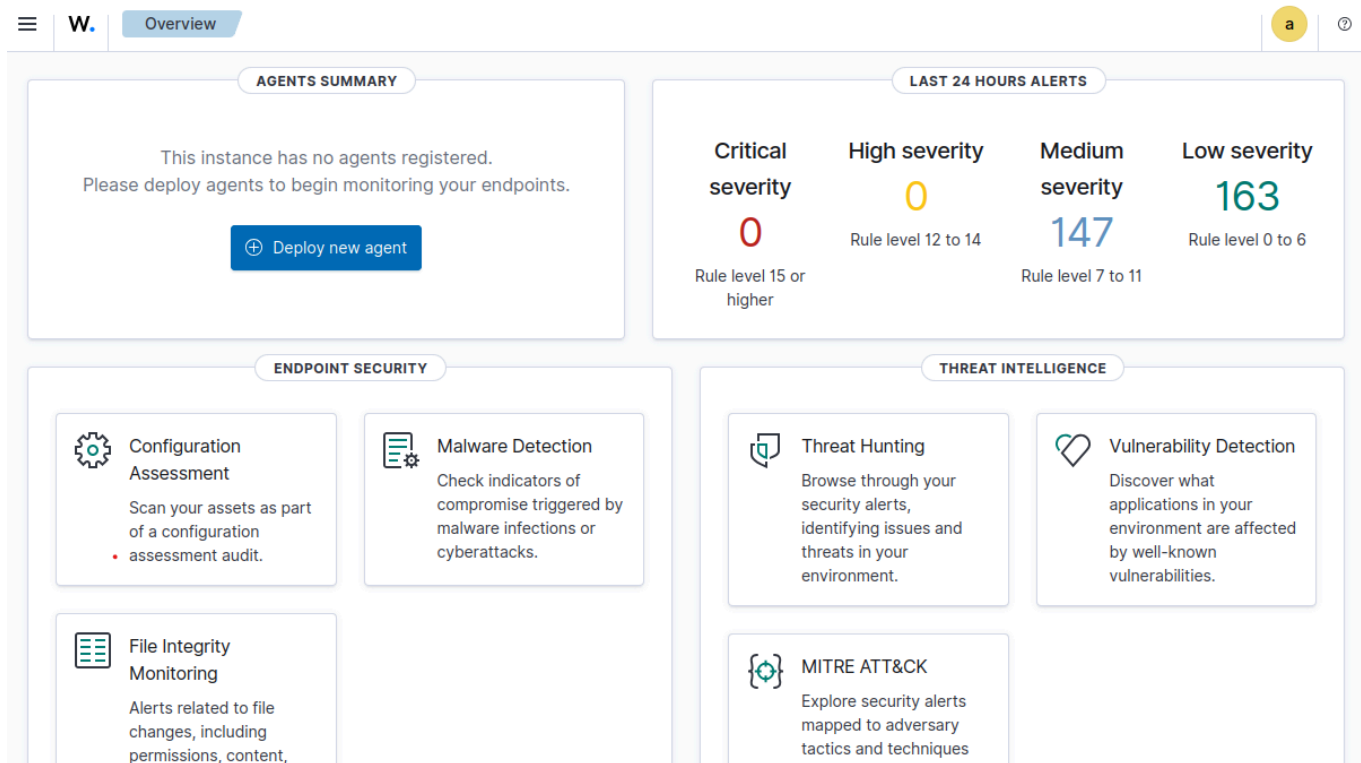 W. Overview a
AGENTS SUMMARY
This instance has no agents registered.
Please deploy agents to begin monitoring your endpoints.
Deploy new agent
LAST 24 HOURS ALERTS
Critical
severity
0
Rule level 15 or
higher
High severity
0
Rule level 12 to 14
Medium
severity
147
Rule level 7 to 11
Low severity
163
Rule level 0 to 6
ENDPOINT SECURITY
Configuration
Assessment
Scan your assets as part
of a configuration
assessment audit.
Malware Detection
Check indicators of
compromise triggered by
malware infections or
cyberattacks.
File Integrity
Monitoring
Alerts related to file
changes, including
permissions, content,
THREAT INTELLIGENCE
Threat Hunting
Browse through your
security alerts,
identifying issues and
threats in your
environment.
Vulnerability Detection
Discover what
applications in your
environment are affected
by well-known
vulnerabilities.
MITRE ATT&CK
Explore security alerts
mapped to adversary
tactics and techniques